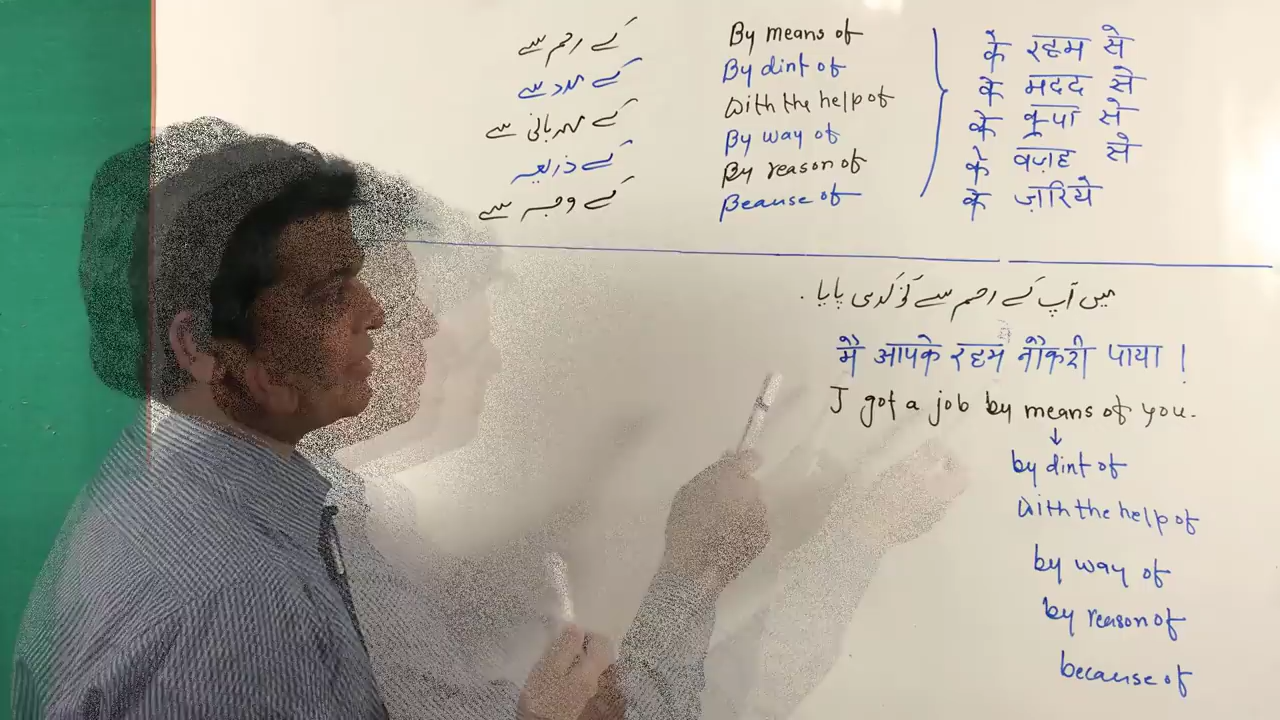 کے رحم سے By means of के रहम से
کے مدد سے By dint of के मदद से
کے مہربانی سے With the help of के कृपा से
کے ذریعہ By way of के वज़ह से
کے وجہ سے By reason of के ज़रिये
Beause of
میں آپ کے رحم سے نوکری پایا.
मै आपके रहम नौकरी पाया !
I got a job by means of you.
↓
by dint of
With the help of
by way of
by reason of
because of